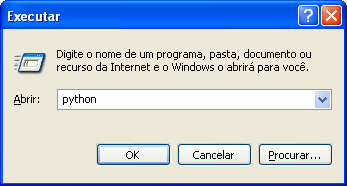 Executar
Digite o nome de um programa, pasta, documento ou
recurso da Internet e o Windows o abrirá para você.
Abrir: python
OK Cancelar Procurar...